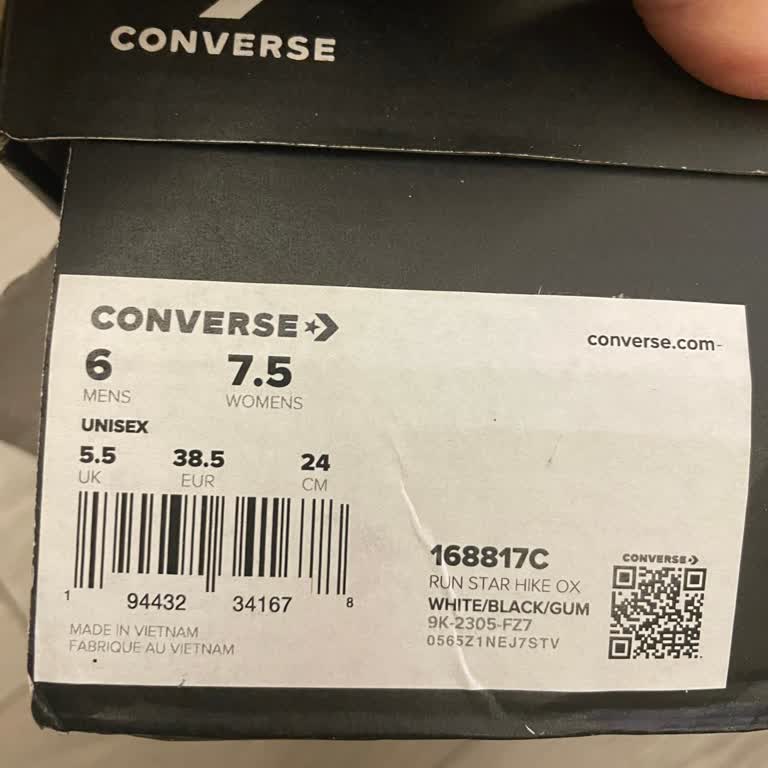 CONVERSE
CONVERSE
converse.com-
6 7.5
MENS WOMENS
UNISEX
5.5 38.5 24
UK EUR CM
1 94432 34167 8
MADE IN VIETNAM
FABRIQUE AU VIETNAM
168817C
RUN STAR HIKE OX
WHITE/BLACK/GUM
9K-2305-FZ7
0565Z1NEJ7STV
CONVERSE